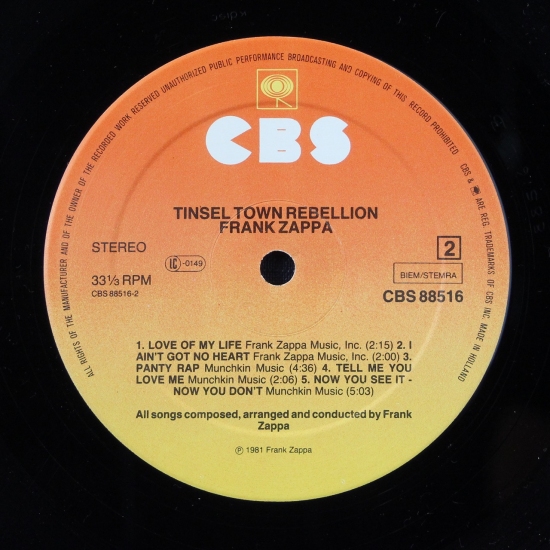 ALL RIGHTS OF THE MANUFACTURER AND OF THE OWNER OF THE RECORDED WORK RESERVED UNAUTHORIZED PUBLIC PERFORMANCE BROADCASTING AND COPYING OF THIS RECORD PROHIBITED
CBS & ARE REG. TRADEMARKS OF CBS INC. MADE IN HOLLAND
CBS
TINSEL TOWN REBELLION
FRANK ZAPPA
STEREO
2
LC -0149
BIEM/STEMRA
33⅓ RPM
CBS 88516-2
CBS 88516
1. LOVE OF MY LIFE Frank Zappa Music, Inc. (2:15) 2. I
AIN'T GOT NO HEART Frank Zappa Music, Inc. (2:00) 3.
PANTY RAP Munchkin Music (4:36) 4. TELL ME YOU
LOVE ME Munchkin Music (2:06) 5. NOW YOU SEE IT -
NOW YOU DON'T Munchkin Music (5:03)
All songs composed, arranged and conducted by Frank
Zappa
℗ 1981 Frank Zappa